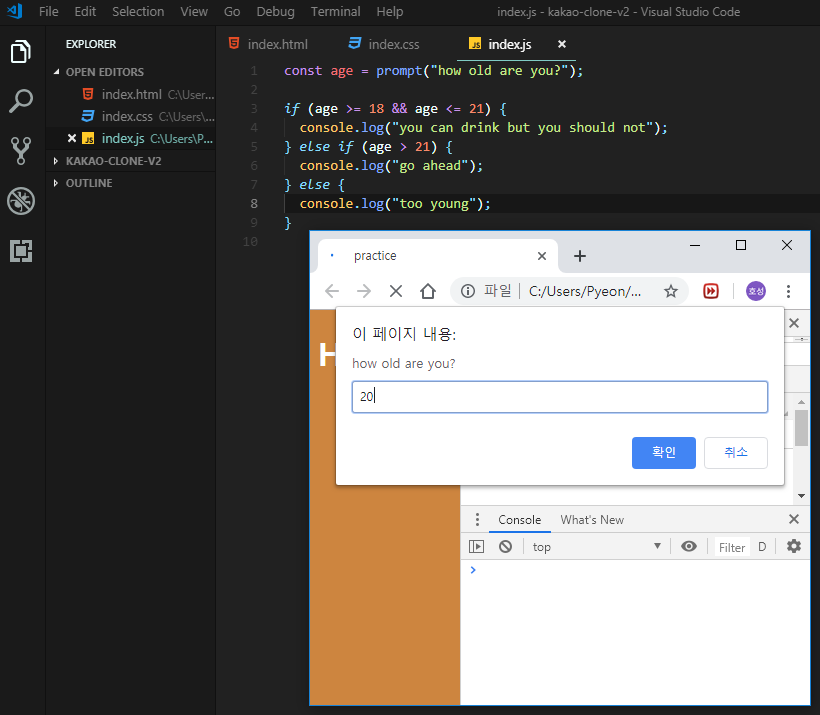 File Edit Selection View Go Debug Terminal Help index.js - kakao-clone-v2 - Visual Studio Code
EXPLORER
OPEN EDITORS
index.html C:\User...
index.css C:\Users\...
index.js C:\Users\P...
KAKAO-CLONE-V2
OUTLINE
index.html index.css JS index.js
1 const age = prompt("how old are you?");
2
3 if (age >= 18 && age <= 21) {
4 console.log("you can drink but you should not");
5 } else if (age > 21) {
6 console.log("go ahead");
7 } else {
8 console.log("too young");
9 }
10
practice
파일 C:/Users/Pyeon/... 호성
H
이 페이지 내용:
how old are you?
20
확인 취소
Console What's New
top Filter D